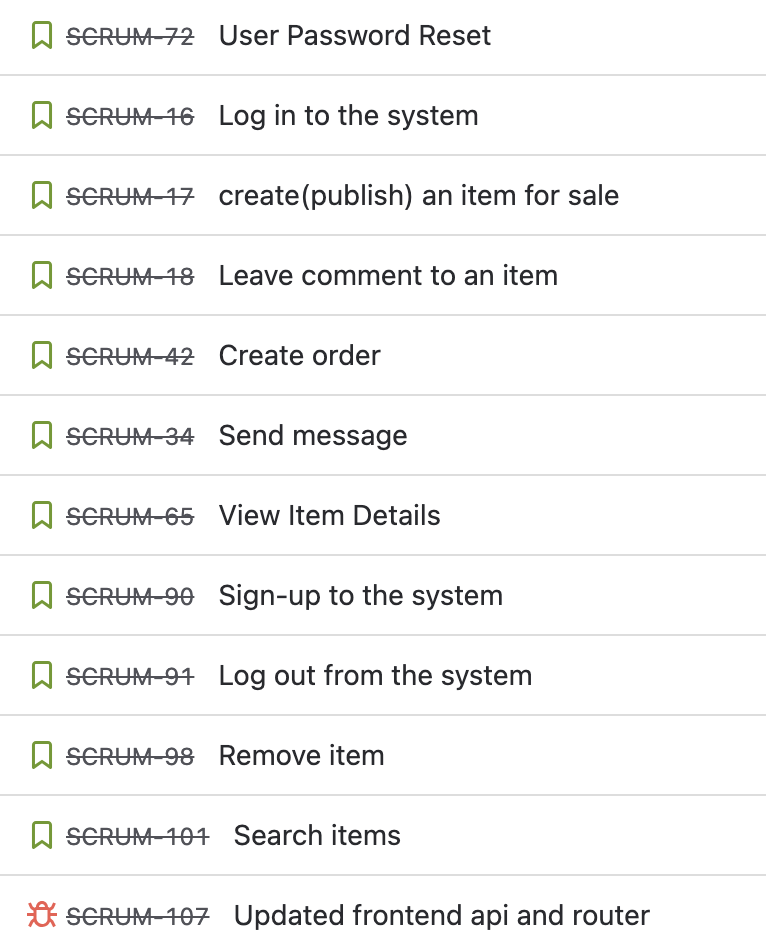 SCRUM-72 User Password Reset
SCRUM-16 Log in to the system
SCRUM-17 create(publish) an item for sale
SCRUM-18 Leave comment to an item
SCRUM-42 Create order
SCRUM-34 Send message
SCRUM-65 View Item Details
SCRUM-90 Sign-up to the system
SCRUM-91 Log out from the system
SCRUM-98 Remove item
SCRUM-101 Search items
SCRUM-107 Updated frontend api and router